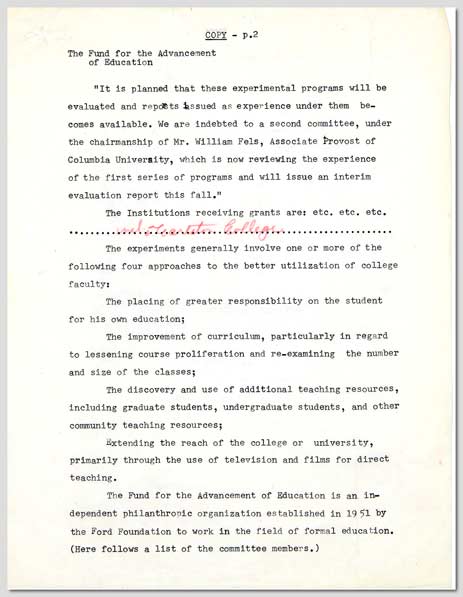 COPY - p.2
The Fund for the Advancement
of Education
"It is planned that these experimental programs will be
evaluated and repots issued as experience under them be-
comes available. We are indebted to a second committee, under
the chairmanship of Mr. William Fels, Associate Provost of
Columbia University, which is now reviewing the experience
of the first series of programs and will issue an interim
evaluation report this fall."
The Institutions receiving grants are: etc. etc. etc.
College
The experiments generally involve one or more of the
following four approaches to the better utilization of college
faculty:
The placing of greater responsibility on the student
for his own education;
The improvement of curriculum, particularly in regard
to lessening course proliferation and re-examining the number
and size of the classes;
The discovery and use of additional teaching resources,
including graduate students, undergraduate students, and other
community teaching resources;
Extending the reach of the college or university,
primarily through the use of television and films for direct
teaching.
The Fund for the Advancement of Education is an in-
dependent philanthropic organization established in 1951 by
the Ford Foundation to work in the field of formal education.
(Here follows a list of the committee members.)